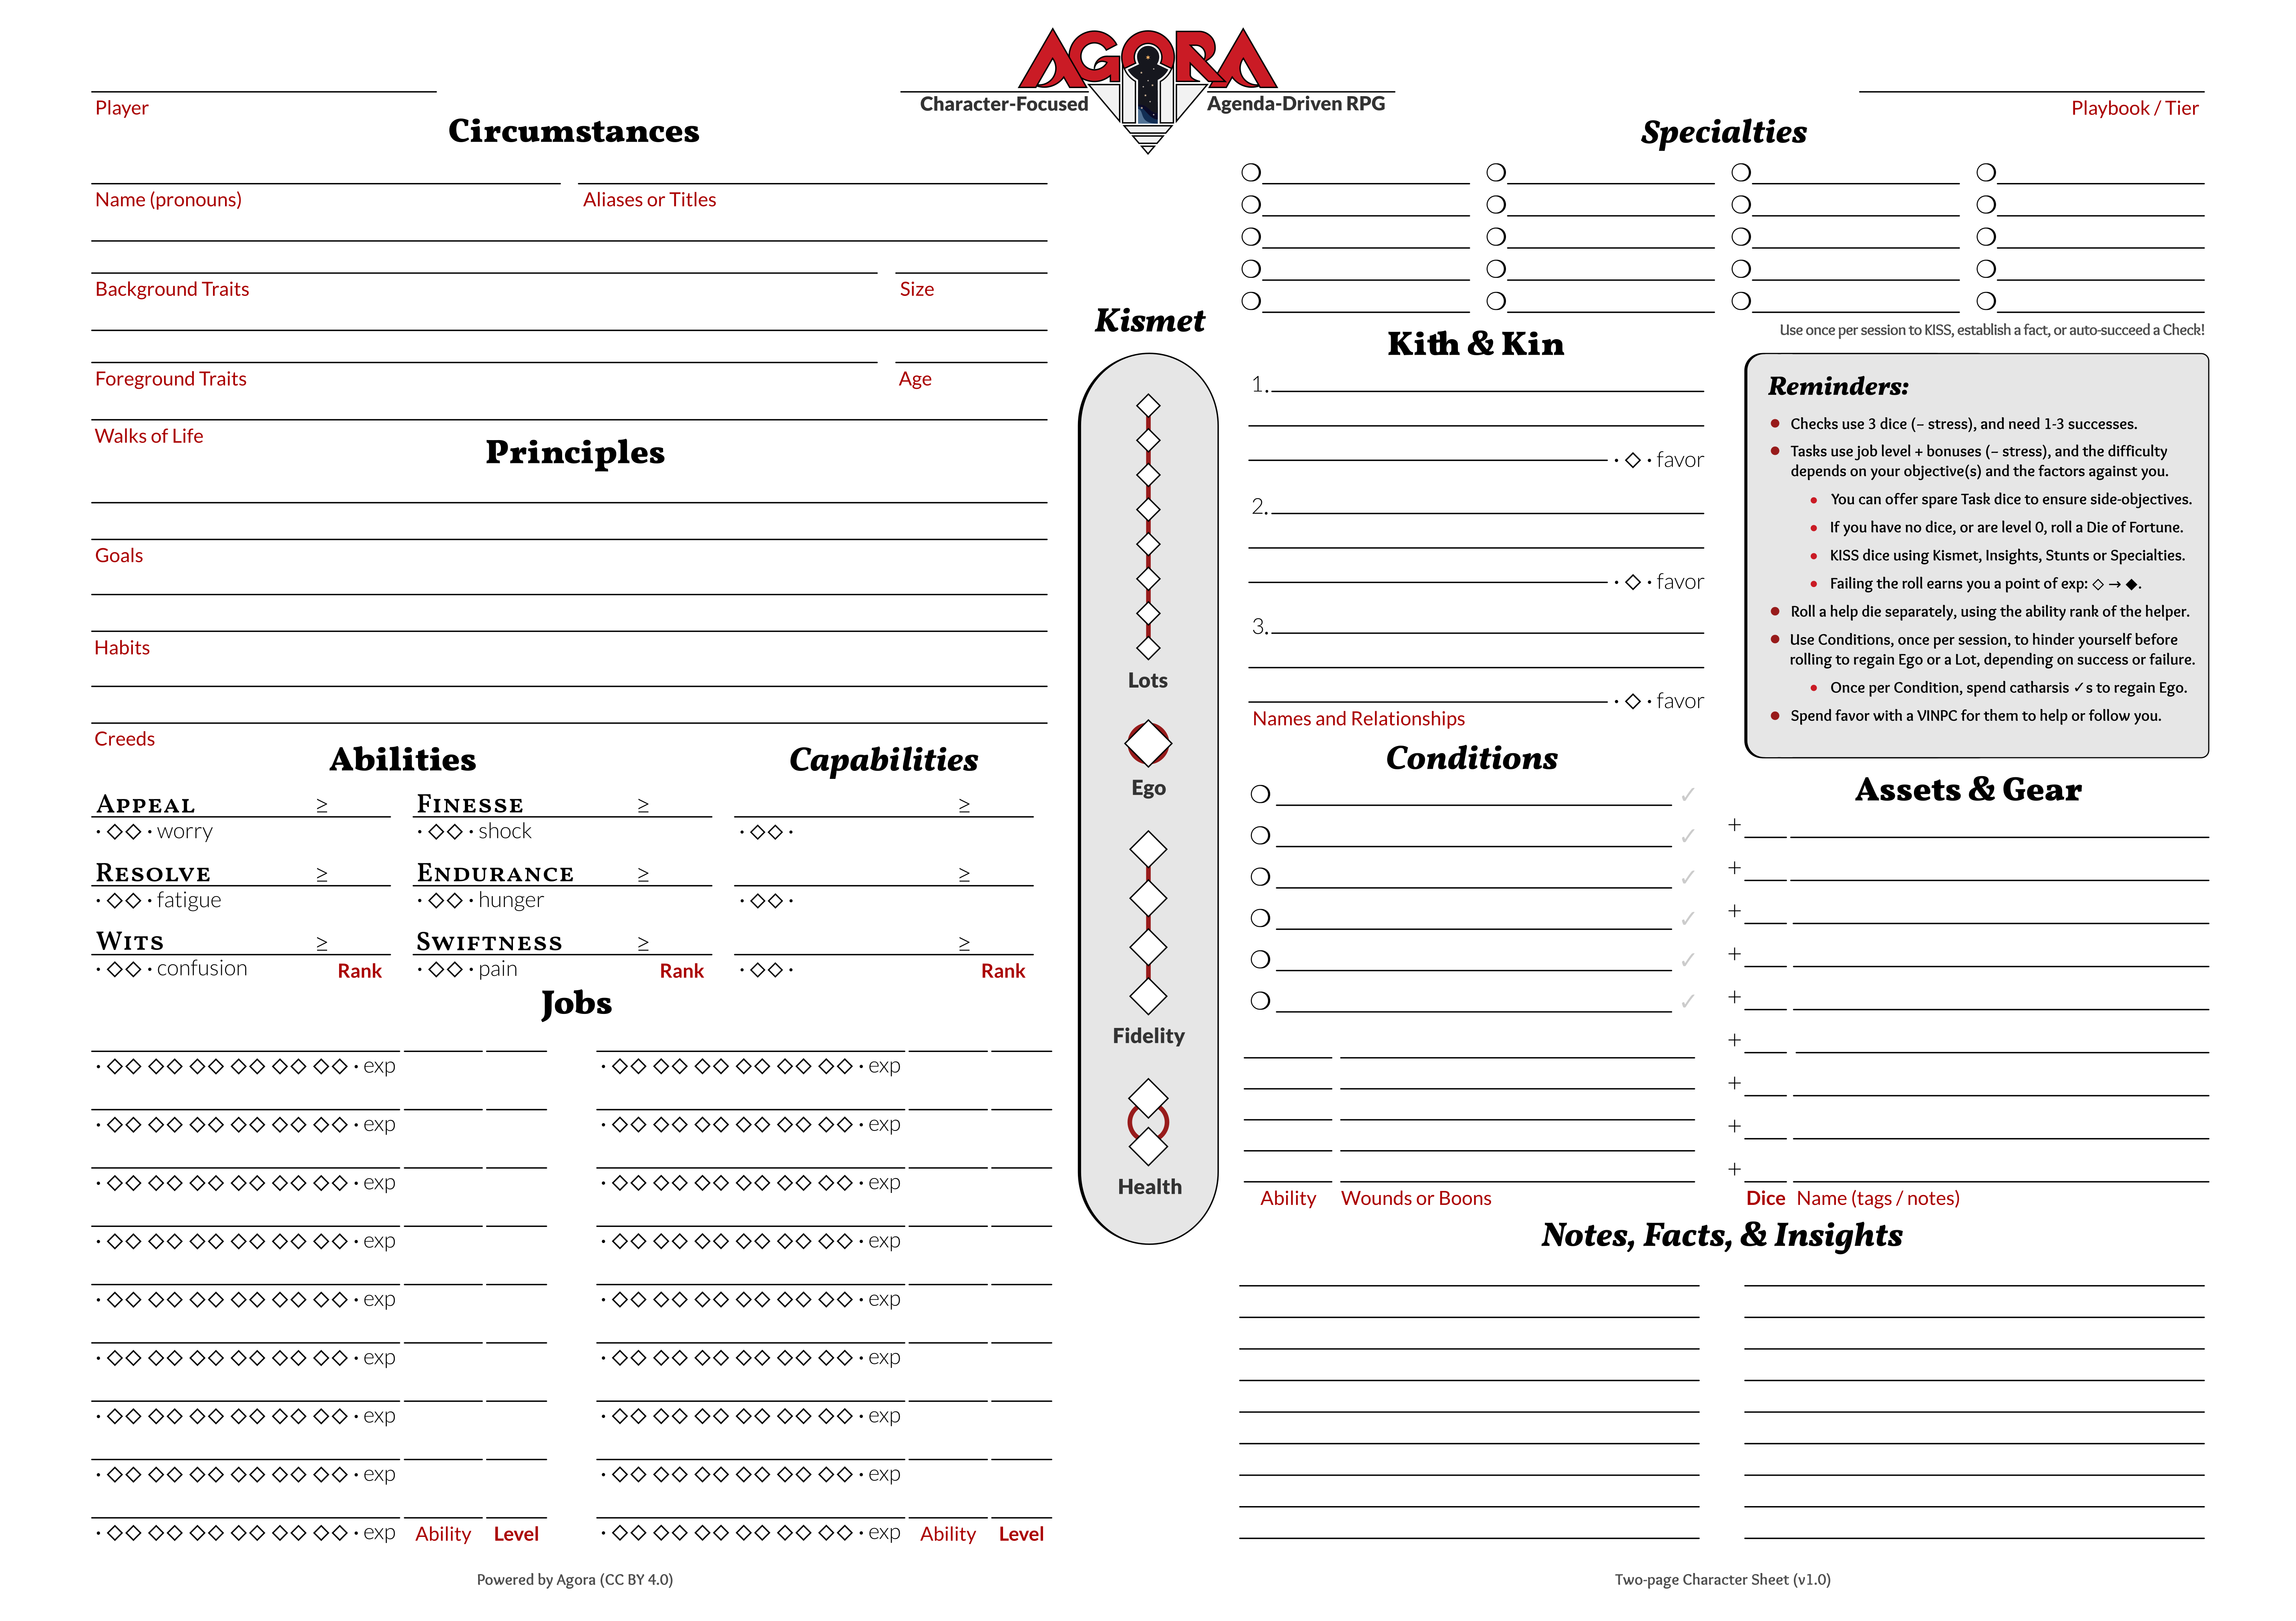 AGORA
Character-Focused Agenda-Driven RPG
Player
Playbook / Tier
Circumstances
Name (pronouns) Aliases or Titles
Background Traits Size
Foreground Traits Age
Walks of Life
Principles
Goals
Habits
Creeds
Abilities
APPEAL ≥
· ◇◇ · worry
RESOLVE ≥
· ◇◇ · fatigue
WITS ≥
· ◇◇ · confusion Rank
FINESSE ≥
· ◇◇ · shock
ENDURANCE ≥
· ◇◇ · hunger
SWIFTNESS ≥
· ◇◇ · pain Rank
Capabilities
≥
· ◇◇ ·
≥
· ◇◇ ·
≥
· ◇◇ · Rank
Jobs
· ◇◇ ◇◇ ◇◇ ◇◇ ◇◇ ◇◇ · exp
· ◇◇ ◇◇ ◇◇ ◇◇ ◇◇ ◇◇ · exp
· ◇◇ ◇◇ ◇◇ ◇◇ ◇◇ ◇◇ · exp
· ◇◇ ◇◇ ◇◇ ◇◇ ◇◇ ◇◇ · exp
· ◇◇ ◇◇ ◇◇ ◇◇ ◇◇ ◇◇ · exp
· ◇◇ ◇◇ ◇◇ ◇◇ ◇◇ ◇◇ · exp
· ◇◇ ◇◇ ◇◇ ◇◇ ◇◇ ◇◇ · exp
· ◇◇ ◇◇ ◇◇ ◇◇ ◇◇ ◇◇ · exp
· ◇◇ ◇◇ ◇◇ ◇◇ ◇◇ ◇◇ · exp Ability Level
· ◇◇ ◇◇ ◇◇ ◇◇ ◇◇ ◇◇ · exp
· ◇◇ ◇◇ ◇◇ ◇◇ ◇◇ ◇◇ · exp
· ◇◇ ◇◇ ◇◇ ◇◇ ◇◇ ◇◇ · exp
· ◇◇ ◇◇ ◇◇ ◇◇ ◇◇ ◇◇ · exp
· ◇◇ ◇◇ ◇◇ ◇◇ ◇◇ ◇◇ · exp
· ◇◇ ◇◇ ◇◇ ◇◇ ◇◇ ◇◇ · exp
· ◇◇ ◇◇ ◇◇ ◇◇ ◇◇ ◇◇ · exp
· ◇◇ ◇◇ ◇◇ ◇◇ ◇◇ ◇◇ · exp
· ◇◇ ◇◇ ◇◇ ◇◇ ◇◇ ◇◇ · exp Ability Level
Powered by Agora (CC BY 4.0)
Kismet
Lots
Ego
Fidelity
Health
Specialties
Use once per session to KISS, establish a fact, or auto-succeed a Check!
Kith & Kin
1.
· ◇ · favor
2.
· ◇ · favor
3.
· ◇ · favor
Names and Relationships
Reminders:
● Checks use 3 dice (– stress), and need 1-3 successes.
● Tasks use job level + bonuses (– stress), and the difficulty
depends on your objective(s) and the factors against you.
● You can offer spare Task dice to ensure side-objectives.
● If you have no dice, or are level 0, roll a Die of Fortune.
● KISS dice using Kismet, Insights, Stunts or Specialties.
● Failing the roll earns you a point of exp: ◇ → ◆.
● Roll a help die separately, using the ability rank of the helper.
● Use Conditions, once per session, to hinder yourself before
rolling to regain Ego or a Lot, depending on success or failure.
● Once per Condition, spend catharsis ✓s to regain Ego.
● Spend favor with a VINPC for them to help or follow you.
Conditions
✓
✓
✓
✓
✓
✓
Ability Wounds or Boons
Assets & Gear
+
+
+
+
+
+
+
+
+
Dice Name (tags / notes)
Notes, Facts, & Insights
Two-page Character Sheet (v1.0)